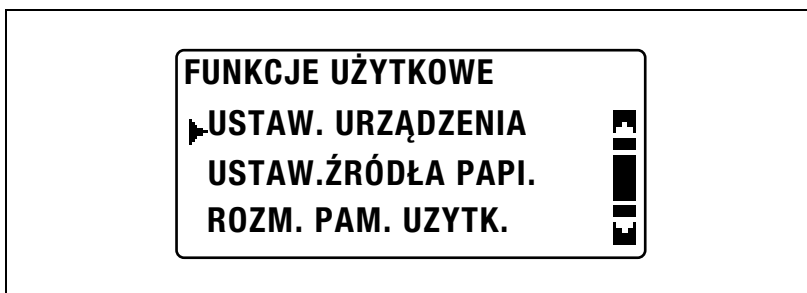 FUNKCJE UŻYTKOWE
USTAW. URZĄDZENIA
USTAW.ŹRÓDŁA PAPI.
ROZM. PAM. UZYTK.